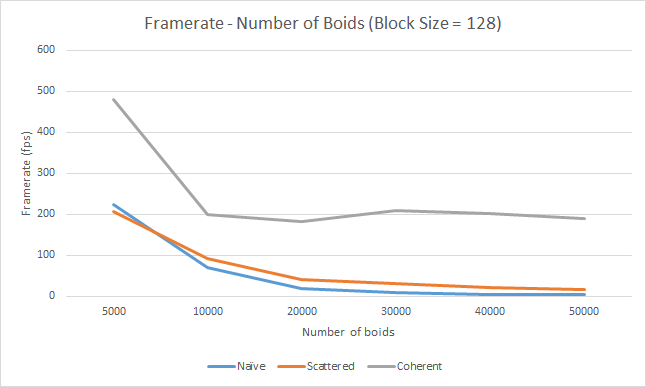 Framerate - Number of Boids (Block Size = 128)
600
500
400
300
200
100
0
Framerate (fps)
5000 10000 20000 30000 40000 50000
Number of boids
Naïve Scattered Coherent